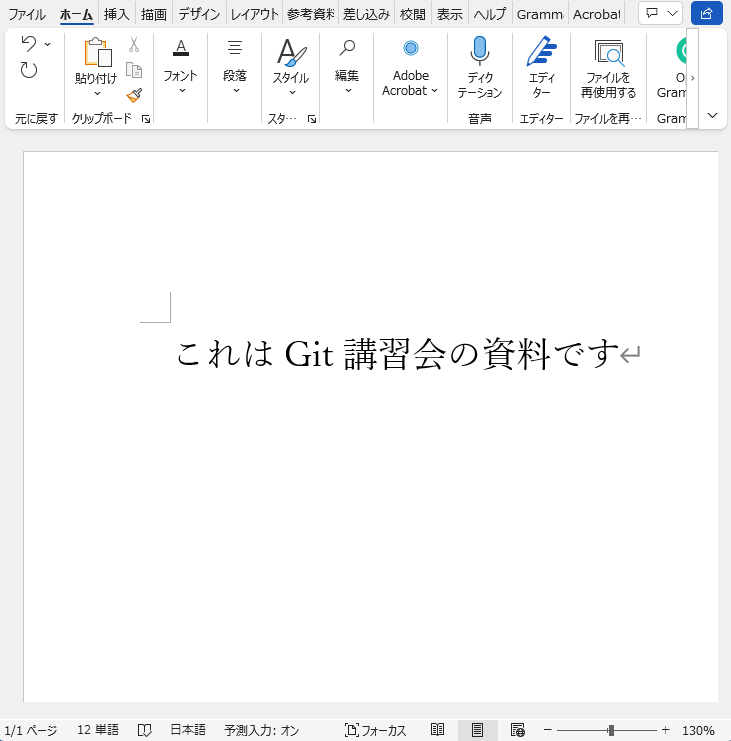 ファイル ホーム 挿入 描画 デザイン レイアウト 参考資料 差し込み 校閲 表示 ヘルプ Gramm Acrobat
貼り付け フォント 段落 スタイル 編集 Adobe Acrobat ディクテーション エディター ファイルを再使用する O Gram
元に戻す クリップボード スタ… 音声 エディター ファイルを再… Gram
これは Git 講習会の資料です↵
1/1 ページ 12 単語 日本語 予測入力: オン フォーカス − + 130%